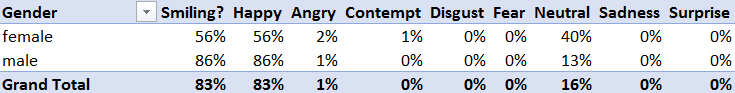 Gender Smiling? Happy Angry Contempt Disgust Fear Neutral Sadness Surprise
female 56% 56% 2% 1% 0% 0% 40% 0% 0%
male 86% 86% 1% 0% 0% 0% 13% 0% 0%
Grand Total 83% 83% 1% 0% 0% 0% 16% 0% 0%